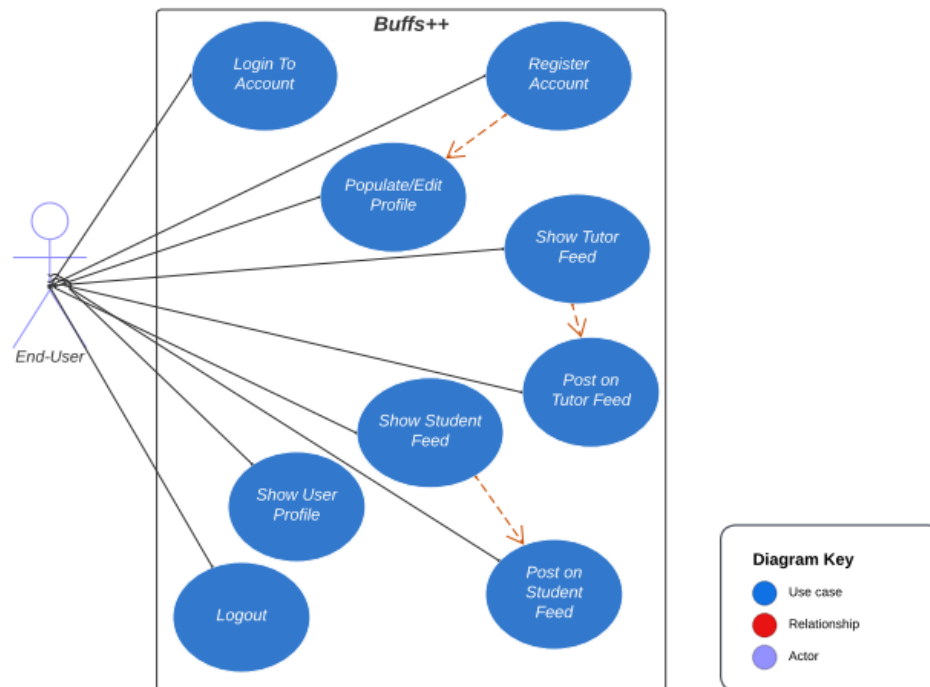 Buffs++
Login To
Account
Register
Account
Populate/Edit
Profile
Show Tutor
Feed
End-User
Post on
Tutor Feed
Show Student
Feed
Show User
Profile
Post on
Student
Feed
Logout
Diagram Key
Use case
Relationship
Actor